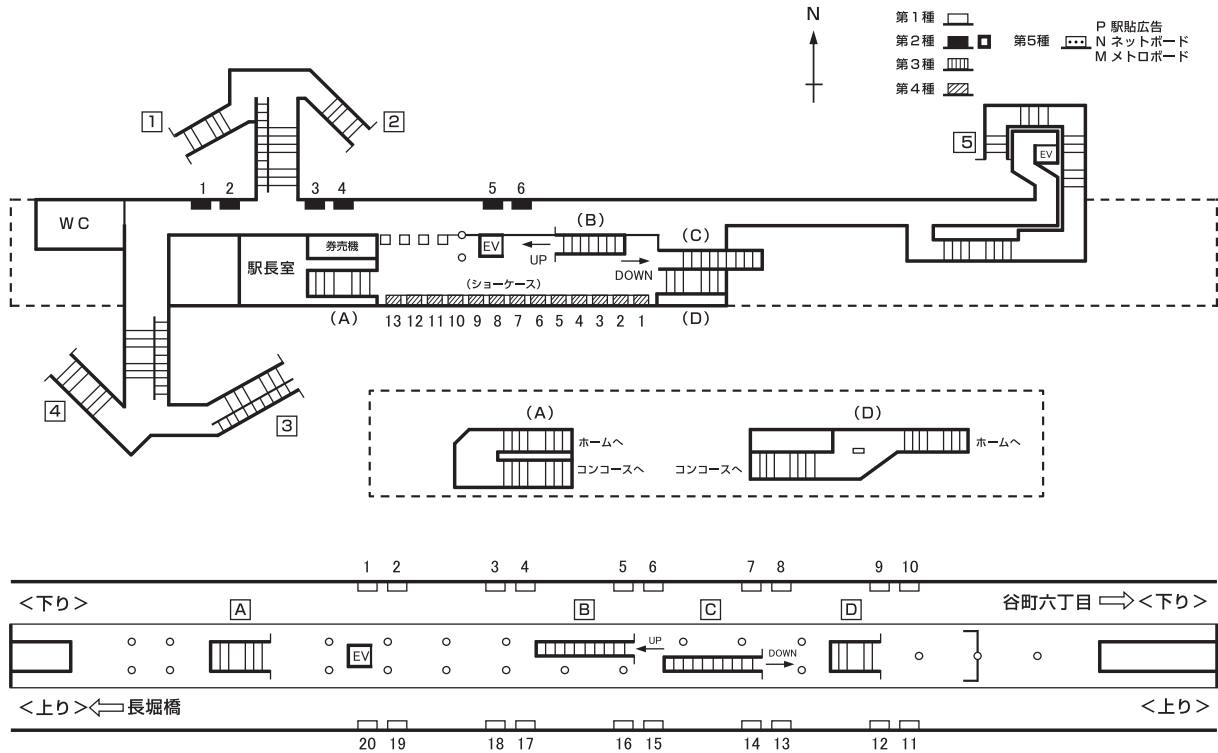 N
第1種
第2種
第3種
第4種
第5種
P 駅貼広告
N ネットボード
M メトロボード
1
2
5
EV
1 2 3 4 5 6
WC
駅長室
券売機
EV
UP
(B)
(C)
DOWN
(ショーケース)
(A)
13 12 11 10 9 8 7 6 5 4 3 2 1
(D)
4
3
(A)
ホームへ
コンコースへ
(D)
ホームへ
コンコースへ
1 2 3 4 5 6 7 8 9 10
<下り>
A
B
C
D
谷町六丁目
<下り>
EV
UP
DOWN
<上り>
長堀橋
<上り>
20 19 18 17 16 15 14 13 12 11